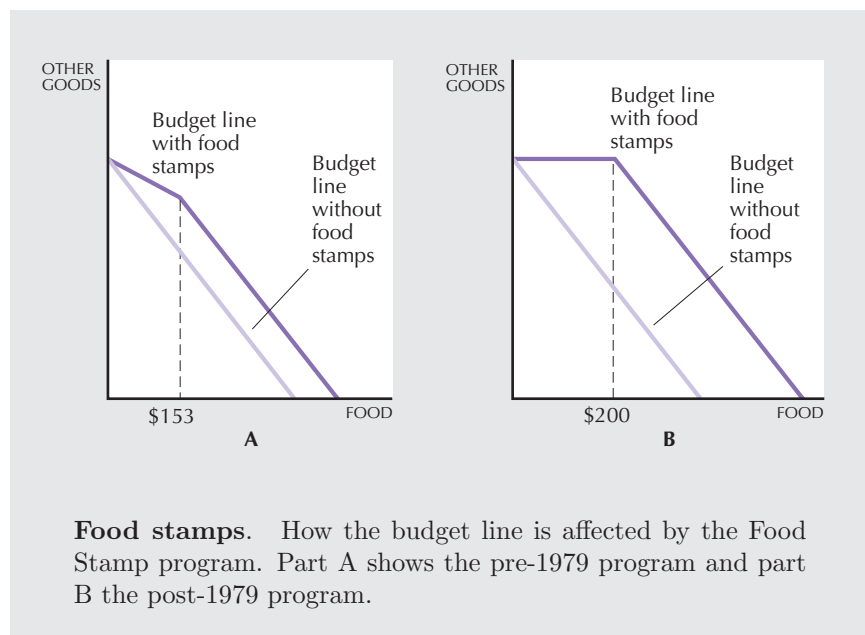 OTHER
GOODS
Budget line
with food
stamps
Budget
line
without
food
stamps
$153
FOOD
A
OTHER
GOODS
Budget line
with food
stamps
Budget
line
without
food
stamps
$200
FOOD
B
Food stamps. How the budget line is affected by the Food
Stamp program. Part A shows the pre-1979 program and part
B the post-1979 program.